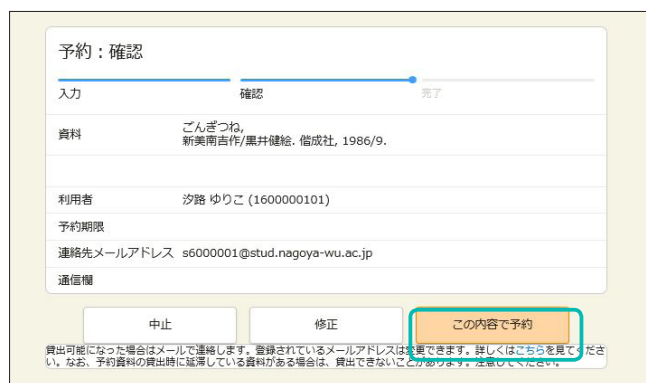 予約：確認
入力 確認 完了
資料 ごんぎつね,
新美南吉作/黒井健絵. 偕成社, 1986/9.
利用者 汐路 ゆりこ (1600000101)
予約期限
連絡先メールアドレス s6000001@stud.nagoya-wu.ac.jp
通信欄
中止 修正 この内容で予約
貸出可能になった場合はメールで連絡します。登録されているメールアドレスは変更できます。詳しくはこちらを見てくださ
い。なお、予約資料の貸出時に延滞している資料がある場合は、貸出できないことがあります。注意してください。